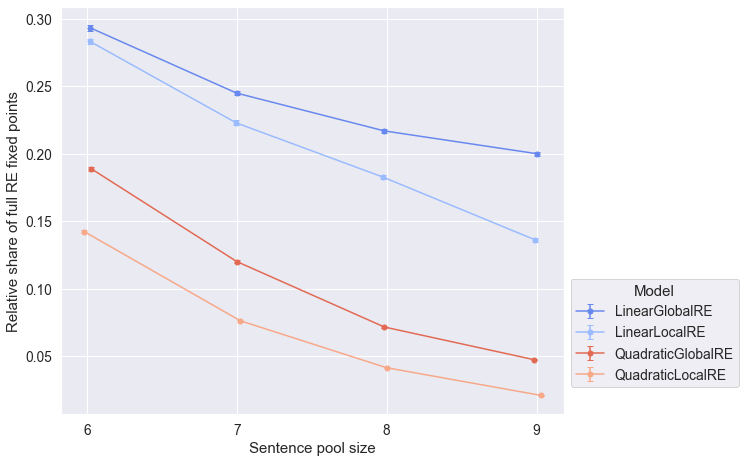 Relative share of full RE fixed points
0.30
0.25
0.20
0.15
0.10
0.05
6
7
8
9
Sentence pool size
Model
LinearGlobalRE
LinearLocalRE
QuadraticGlobalRE
QuadraticLocalRE